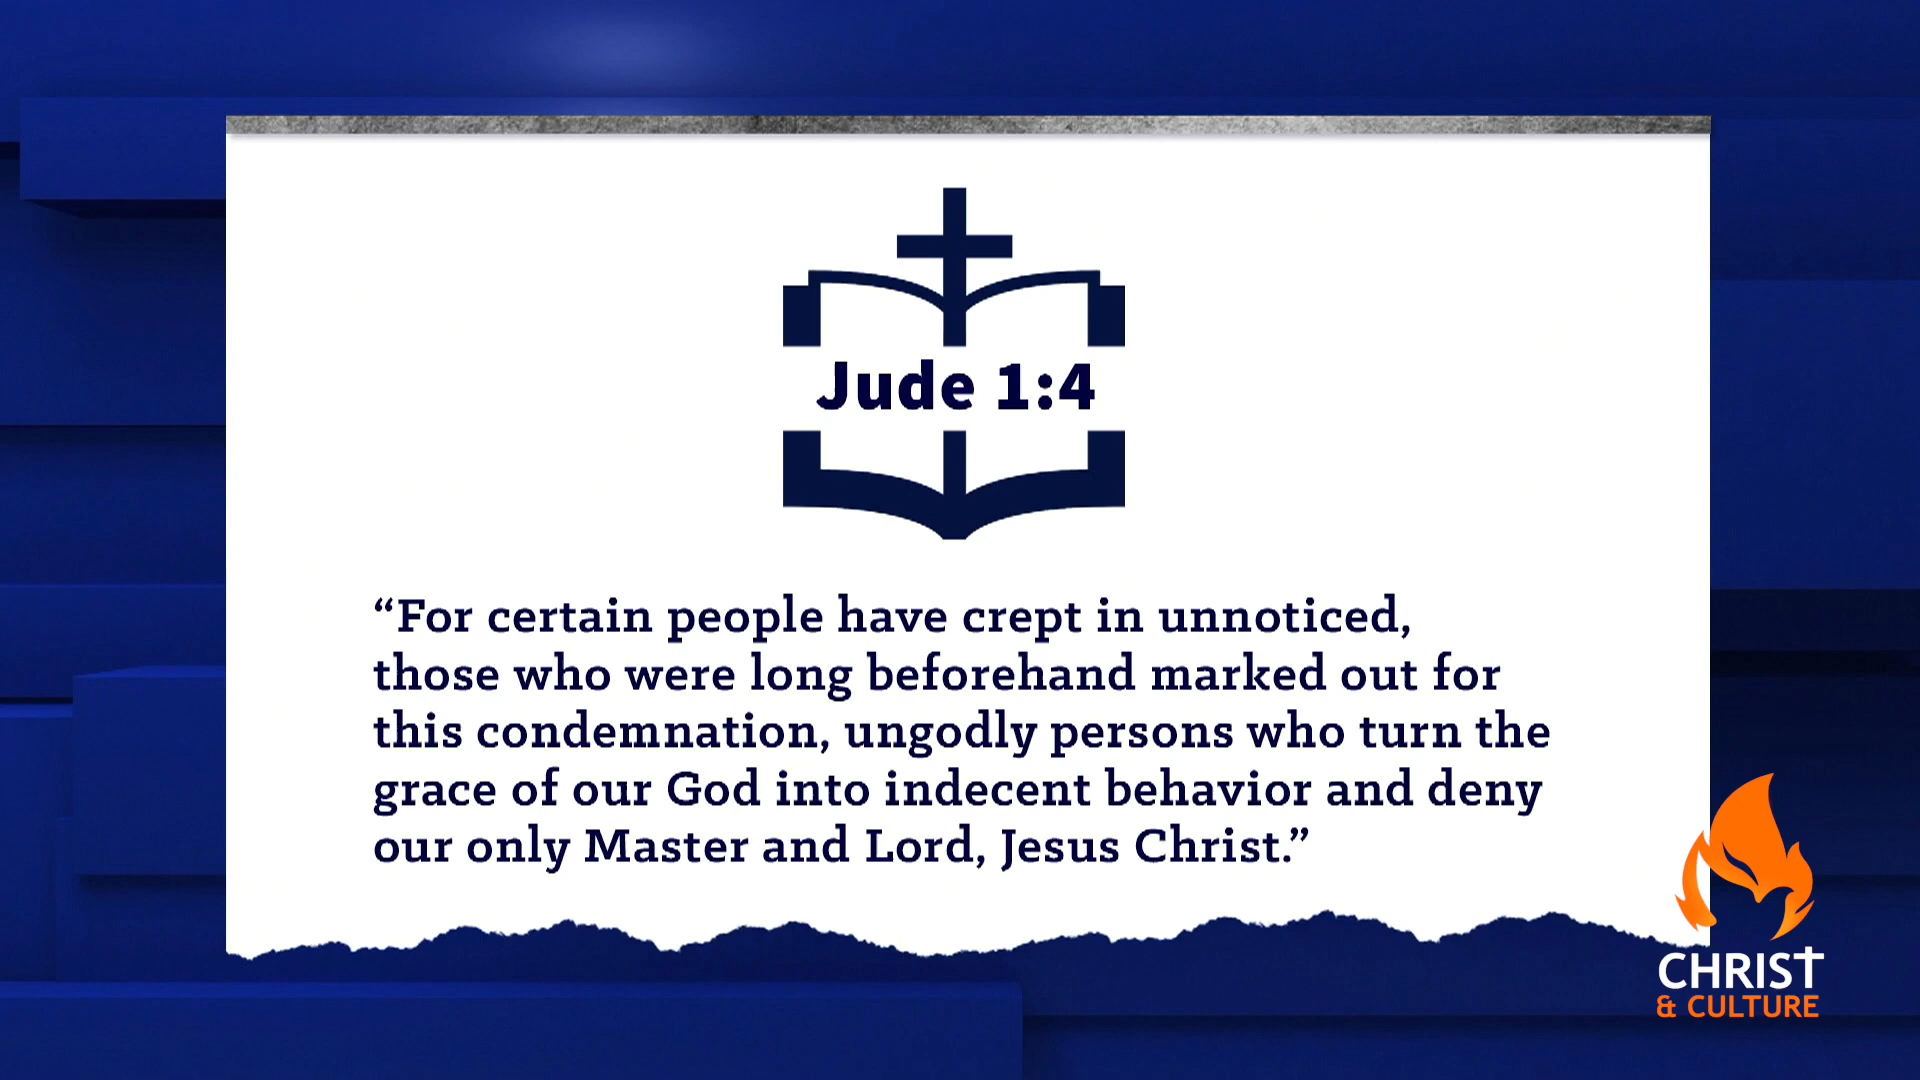 Jude 1:4
“For certain people have crept in unnoticed,
those who were long beforehand marked out for
this condemnation, ungodly persons who turn the
grace of our God into indecent behavior and deny
our only Master and Lord, Jesus Christ.”
CHRIST
& CULTURE